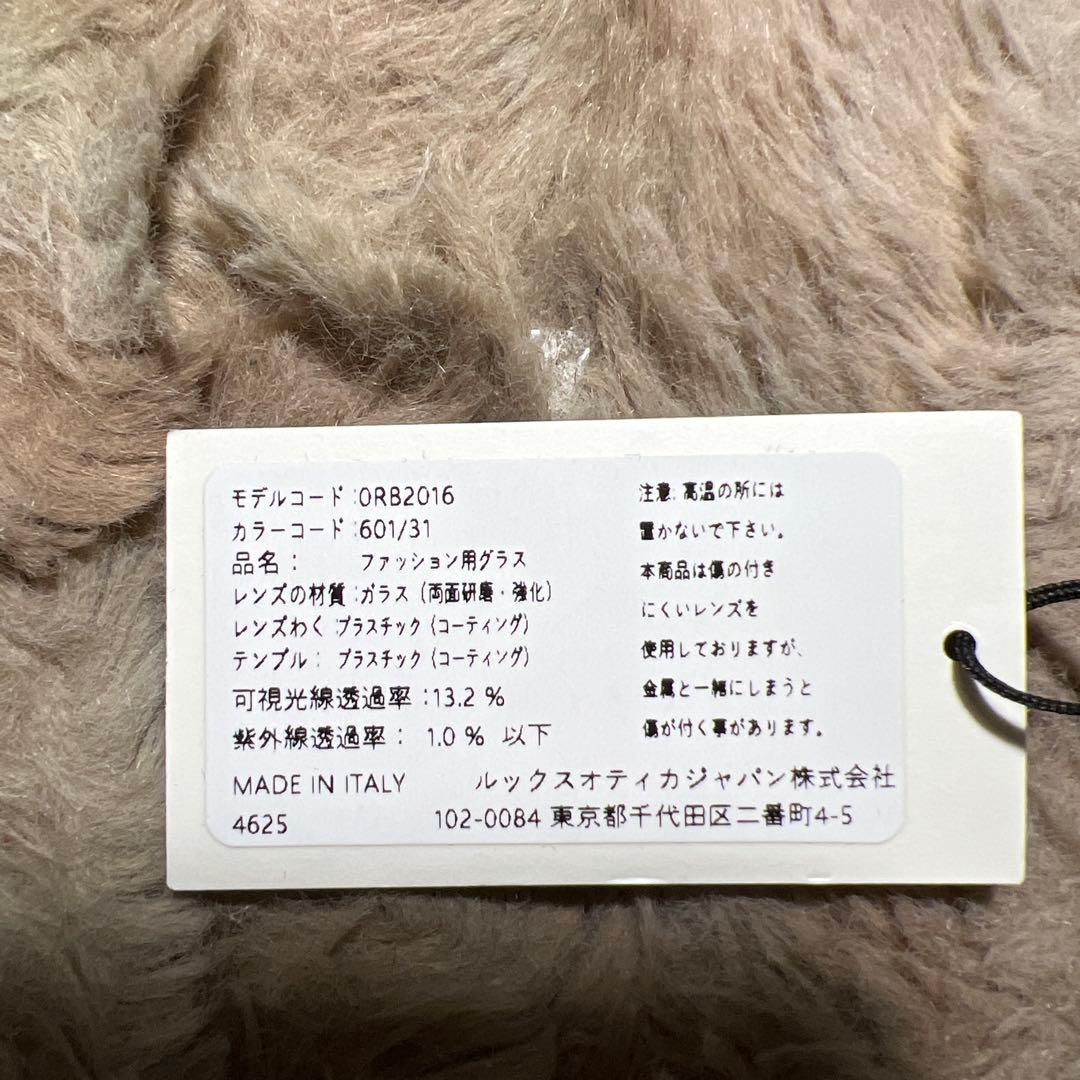 モデルコード :0RB2016
カラーコード :601/31
品名: ファッション用グラス
レンズの材質 :ガラス (両面研磨・強化)
レンズわく :プラスチック (コーティング)
テンプル: プラスチック (コーティング)
可視光線透過率 :13.2 %
紫外線透過率: 1.0 % 以下
注意: 高温の所には
置かないで下さい。
本商品は傷の付き
にくいレンズを
使用しておりますが、
金属と一緒にしまうと
傷が付く事があります。
MADE IN ITALY ルックスオティカジャパン株式会社
4625 102-0084 東京都千代田区二番町4-5